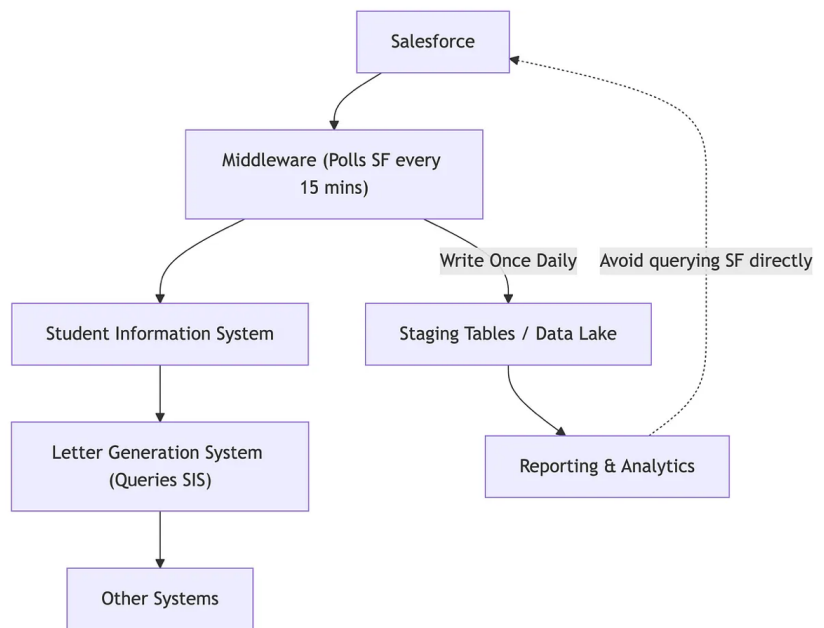 Salesforce
Middleware (Polls SF every
15 mins)
Write Once Daily
Avoid querying SF directly
Student Information System
Staging Tables / Data Lake
Letter Generation System
(Queries SIS)
Reporting & Analytics
Other Systems